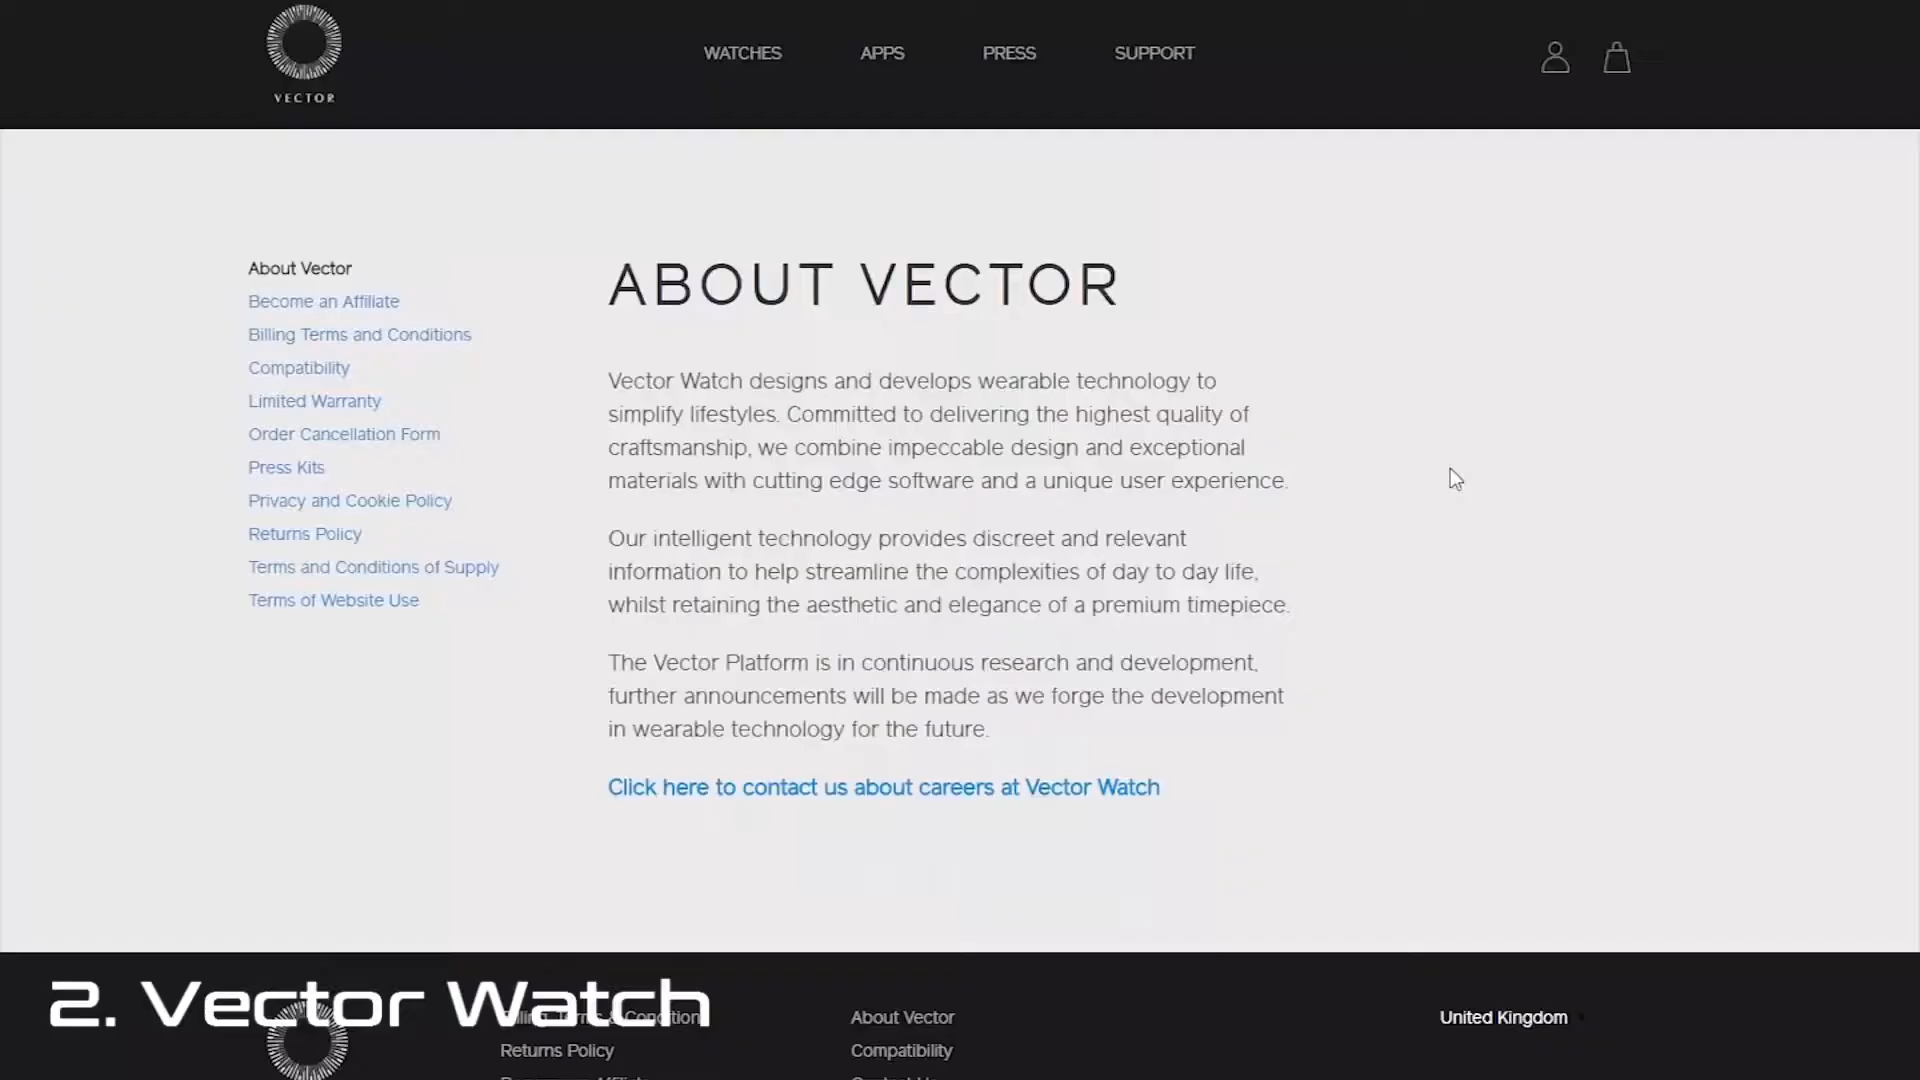 VECTOR
WATCHES
APPS
PRESS
SUPPORT
About Vector
Become an Affiliate
Billing Terms and Conditions
Compatibility
Limited Warranty
Order Cancellation Form
Press Kits
Privacy and Cookie Policy
Returns Policy
Terms and Conditions of Supply
Terms of Website Use
ABOUT VECTOR
Vector Watch designs and develops wearable technology to
simplify lifestyles. Committed to delivering the highest quality of
craftsmanship, we combine impeccable design and exceptional
materials with cutting edge software and a unique user experience.
Our intelligent technology provides discreet and relevant
information to help streamline the complexities of day to day life,
whilst retaining the aesthetic and elegance of a premium timepiece.
The Vector Platform is in continuous research and development,
further announcements will be made as we forge the development
in wearable technology for the future.
Click here to contact us about careers at Vector Watch
2. Vector Watch
Returns Policy
About Vector
Compatibility
United Kingdom